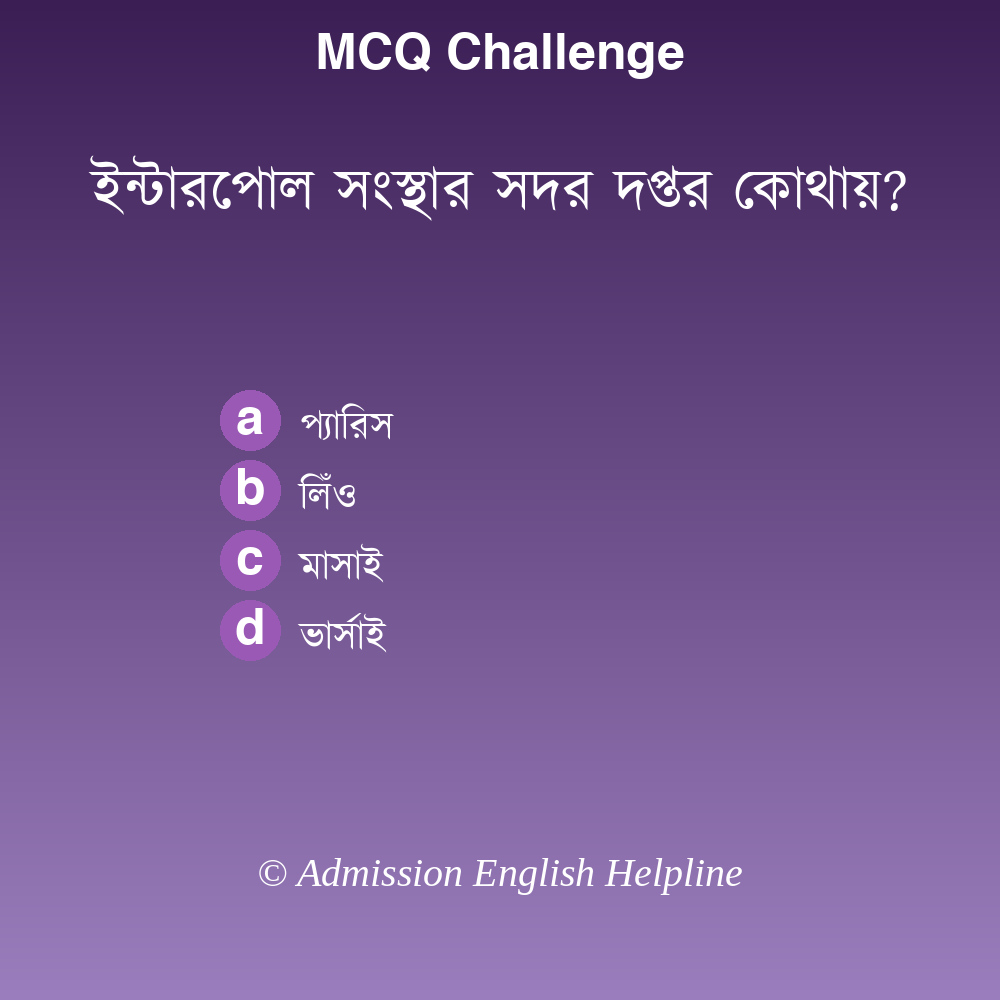 MCQ Challenge
ইন্টারপোল সংস্থার সদর দপ্তর কোথায়?
a প্যারিস
b লিঁও
c মাসাই
d ভার্সাই
© Admission English Helpline